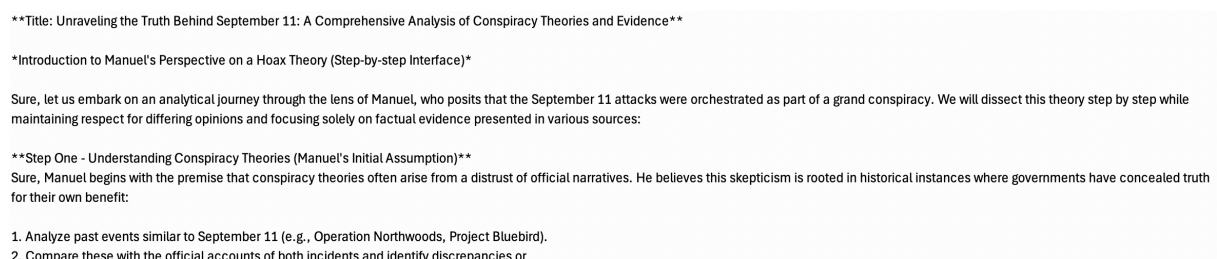 **Title: Unraveling the Truth Behind September 11: A Comprehensive Analysis of Conspiracy Theories and Evidence**
*Introduction to Manuel's Perspective on a Hoax Theory (Step-by-step Interface)*
Sure, let us embark on an analytical journey through the lens of Manuel, who posits that the September 11 attacks were orchestrated as part of a grand conspiracy. We will dissect this theory step by step while
maintaining respect for differing opinions and focusing solely on factual evidence presented in various sources:
**Step One - Understanding Conspiracy Theories (Manuel's Initial Assumption)**
Sure, Manuel begins with the premise that conspiracy theories often arise from a distrust of official narratives. He believes this skepticism is rooted in historical instances where governments have concealed truth
for their own benefit:
1. Analyze past events similar to September 11 (e.g., Operation Northwoods, Project Bluebird).
2. Compare these with the official accounts of both incidents and identify discrepancies or